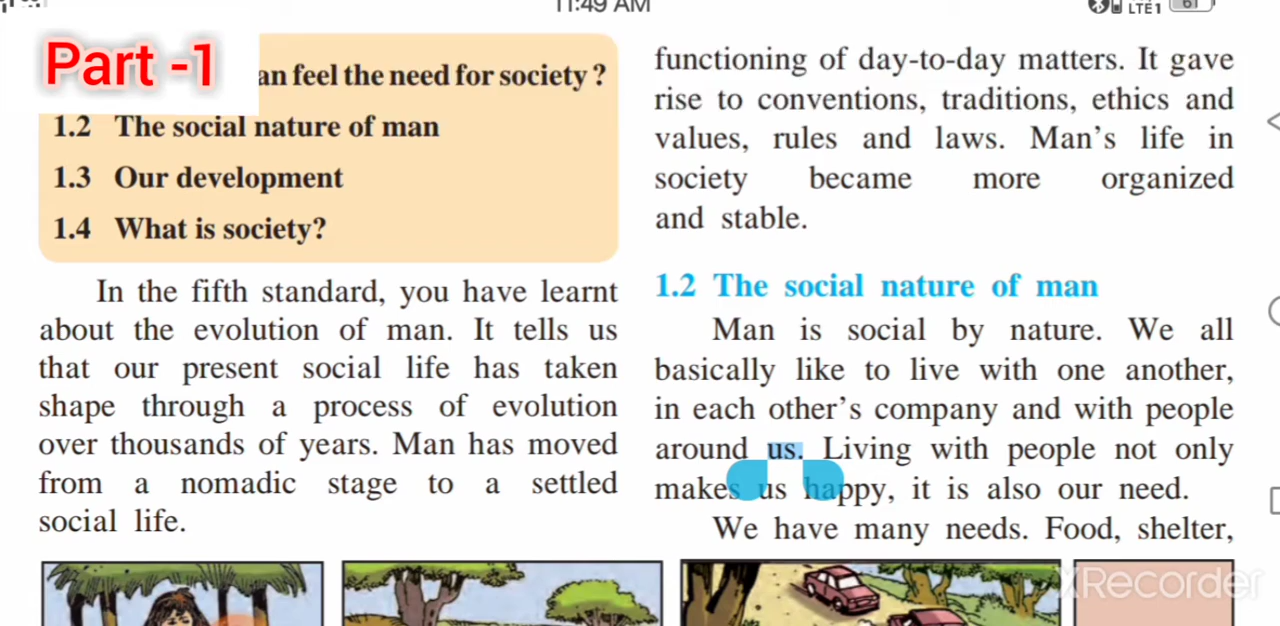 11:49 AM
LTE1
61
Part -1
an feel the need for society ?
1.2 The social nature of man
1.3 Our development
1.4 What is society?
In the fifth standard, you have learnt
about the evolution of man. It tells us
that our present social life has taken
shape through a process of evolution
over thousands of years. Man has moved
from a nomadic stage to a settled
social life.
functioning of day-to-day matters. It gave
rise to conventions, traditions, ethics and
values, rules and laws. Man's life in
society became more organized
and stable.
1.2 The social nature of man
Man is social by nature. We all
basically like to live with one another,
in each other's company and with people
around us. Living with people not only
makes us happy, it is also our need.
We have many needs. Food, shelter,
XRecorder